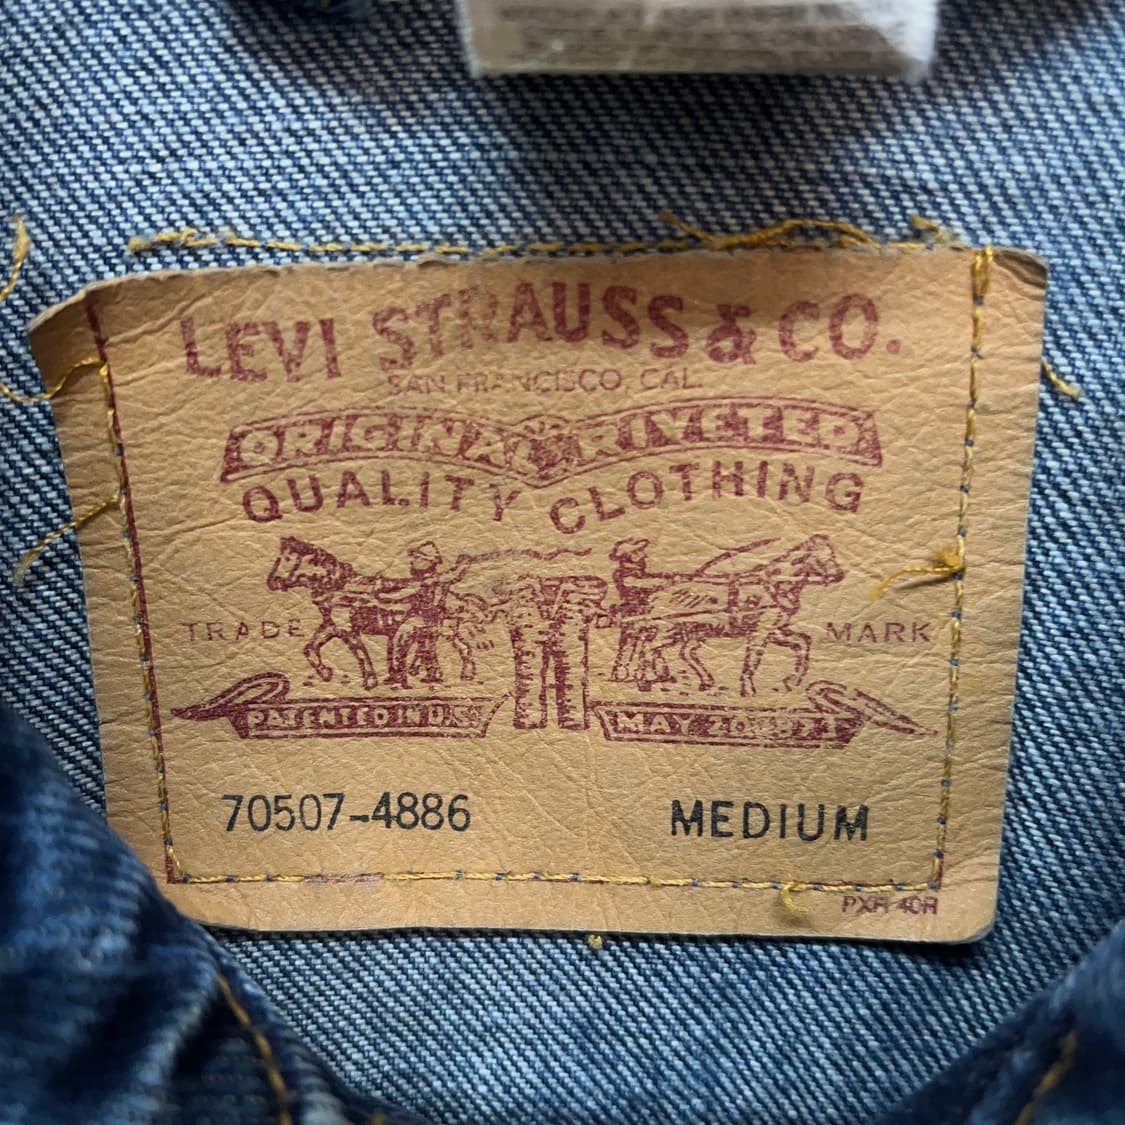 LEVI STRAUSS & CO.
SAN FRANCISCO, CAL.
ORIGINAL RIVETED
QUALITY CLOTHING
TRADE MARK
PATENTED IN U.S. MAY 20 1873
70507-4886 MEDIUM
PXR 40R